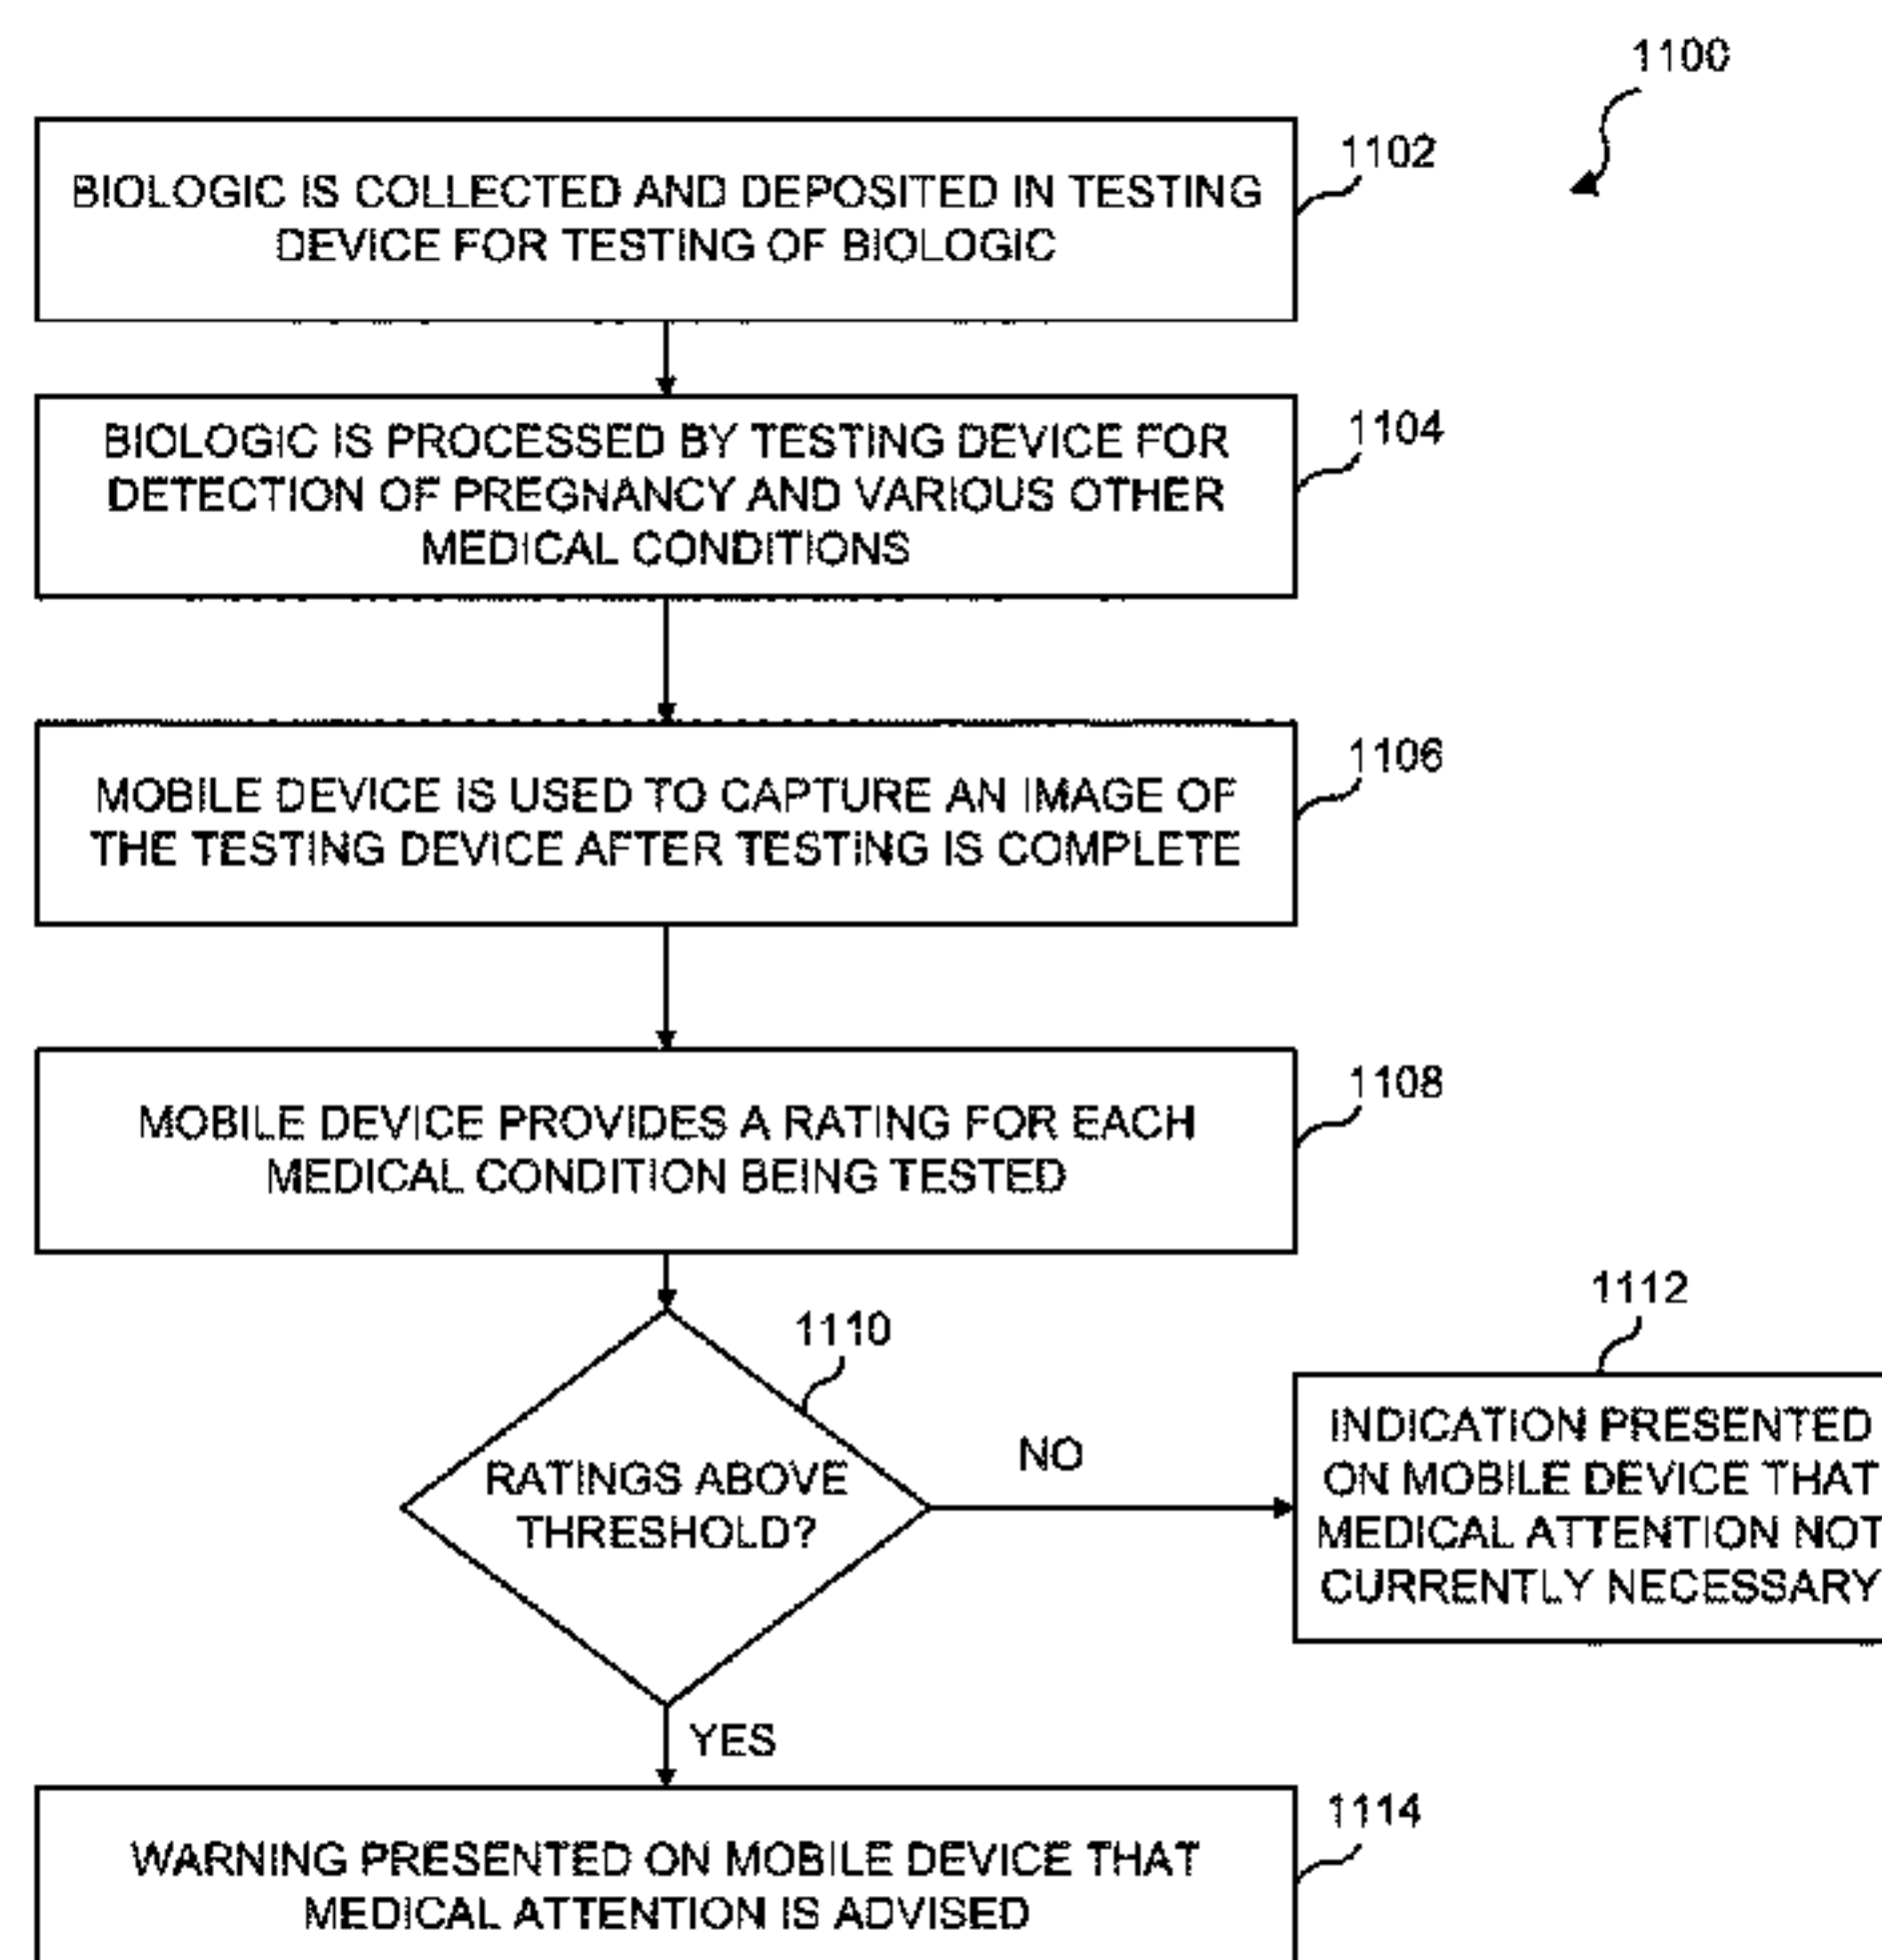 1100
1102
BIOLOGIC IS COLLECTED AND DEPOSITED IN TESTING
DEVICE FOR TESTING OF BIOLOGIC
1104
BIOLOGIC IS PROCESSED BY TESTING DEVICE FOR
DETECTION OF PREGNANCY AND VARIOUS OTHER
MEDICAL CONDITIONS
1106
MOBILE DEVICE IS USED TO CAPTURE AN IMAGE OF
THE TESTING DEVICE AFTER TESTING IS COMPLETE
1108
MOBILE DEVICE PROVIDES A RATING FOR EACH
MEDICAL CONDITION BEING TESTED
1110
RATINGS ABOVE
THRESHOLD?
NO
1112
INDICATION PRESENTED
ON MOBILE DEVICE THAT
MEDICAL ATTENTION NOT
CURRENTLY NECESSARY
YES
1114
WARNING PRESENTED ON MOBILE DEVICE THAT
MEDICAL ATTENTION IS ADVISED